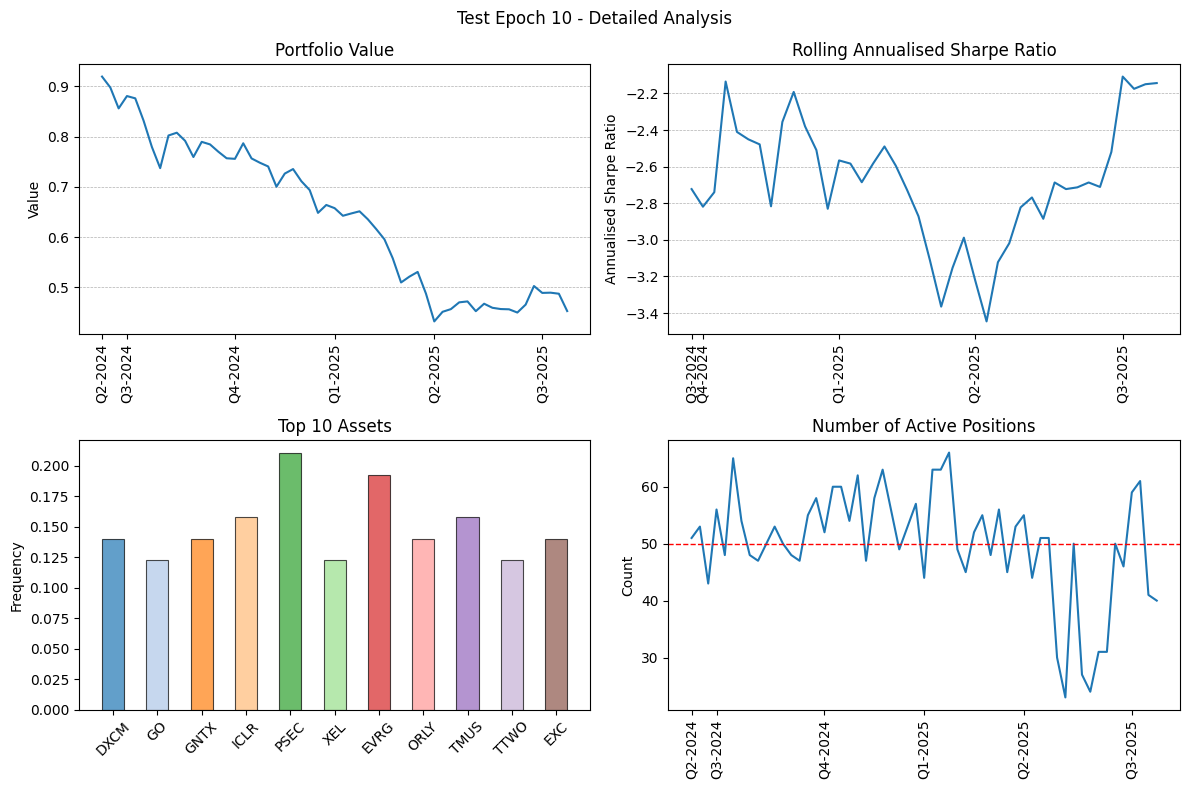 Test Epoch 10 - Detailed Analysis
Portfolio Value
Value
0.9
0.8
0.7
0.6
0.5
Q2-2024
Q3-2024
Q4-2024
Q1-2025
Q2-2025
Q3-2025
Rolling Annualised Sharpe Ratio
Annualised Sharpe Ratio
−2.2
−2.4
−2.6
−2.8
−3.0
−3.2
−3.4
Q3-2024
Q4-2024
Q1-2025
Q2-2025
Q3-2025
Top 10 Assets
Frequency
0.200
0.175
0.150
0.125
0.100
0.075
0.050
0.025
0.000
DXCM
GO
GNTX
ICLR
PSEC
XEL
EVRG
ORLY
TMUS
TTWO
EXC
Number of Active Positions
Count
60
50
40
30
Q2-2024
Q3-2024
Q4-2024
Q1-2025
Q2-2025
Q3-2025